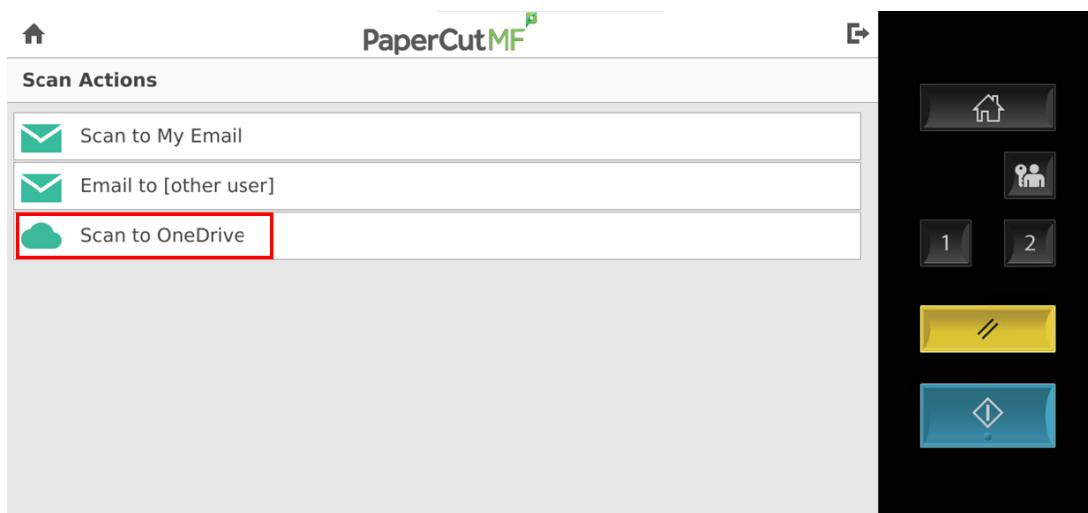 PaperCutMF
Scan Actions
Scan to My Email
Email to [other user]
Scan to OneDrive
1 2